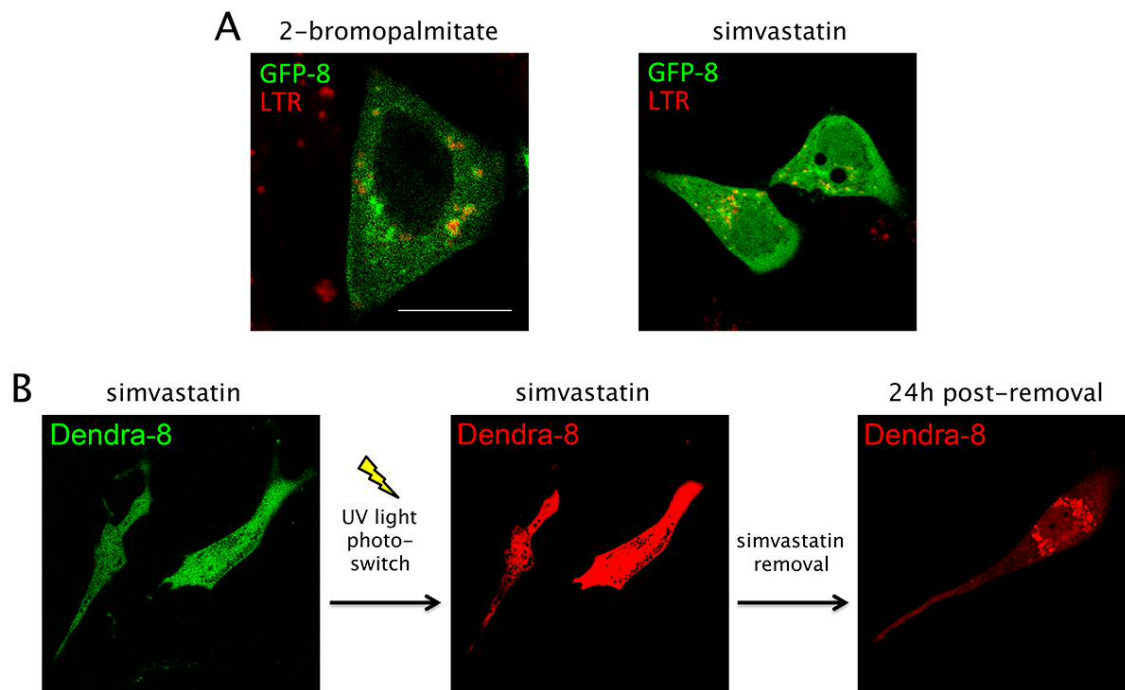 A
2-bromopalmitate
simvastatin
GFP-8
LTR
GFP-8
LTR
B
simvastatin
simvastatin
24h post-removal
Dendra-8
UV light
photo-
switch
Dendra-8
simvastatin
removal
Dendra-8